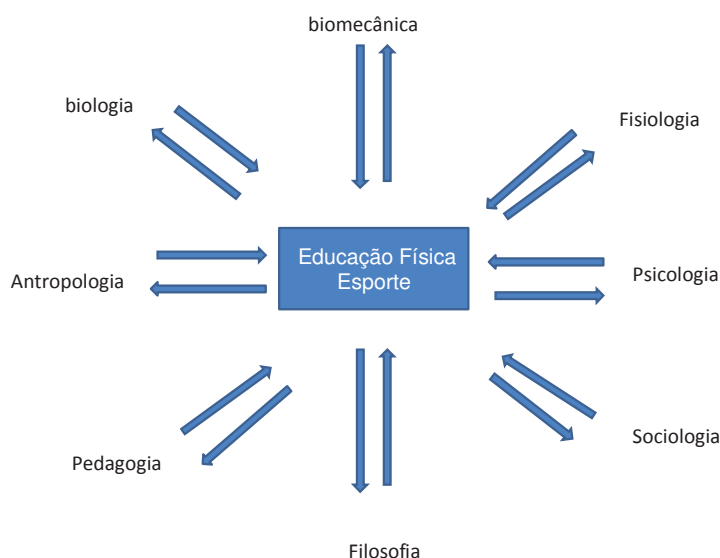 biomecânica
biologia
Fisiologia
Educação Física
Esporte
Antropologia
Psicologia
Pedagogia
Sociologia
Filosofia